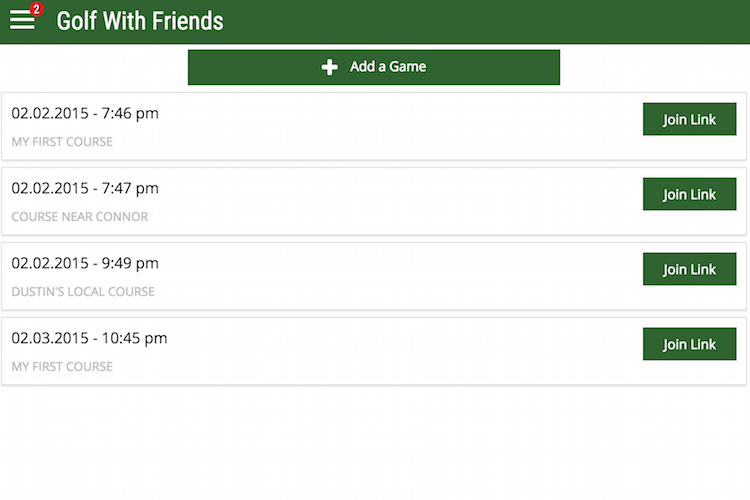 2
Golf With Friends
Add a Game
02.02.2015 - 7:46 pm
Join Link
MY FIRST COURSE
02.02.2015 - 7:47 pm
Join Link
COURSE NEAR CONNOR
02.02.2015 - 9:49 pm
Join Link
DUSTIN'S LOCAL COURSE
02.03.2015 - 10:45 pm
Join Link
MY FIRST COURSE